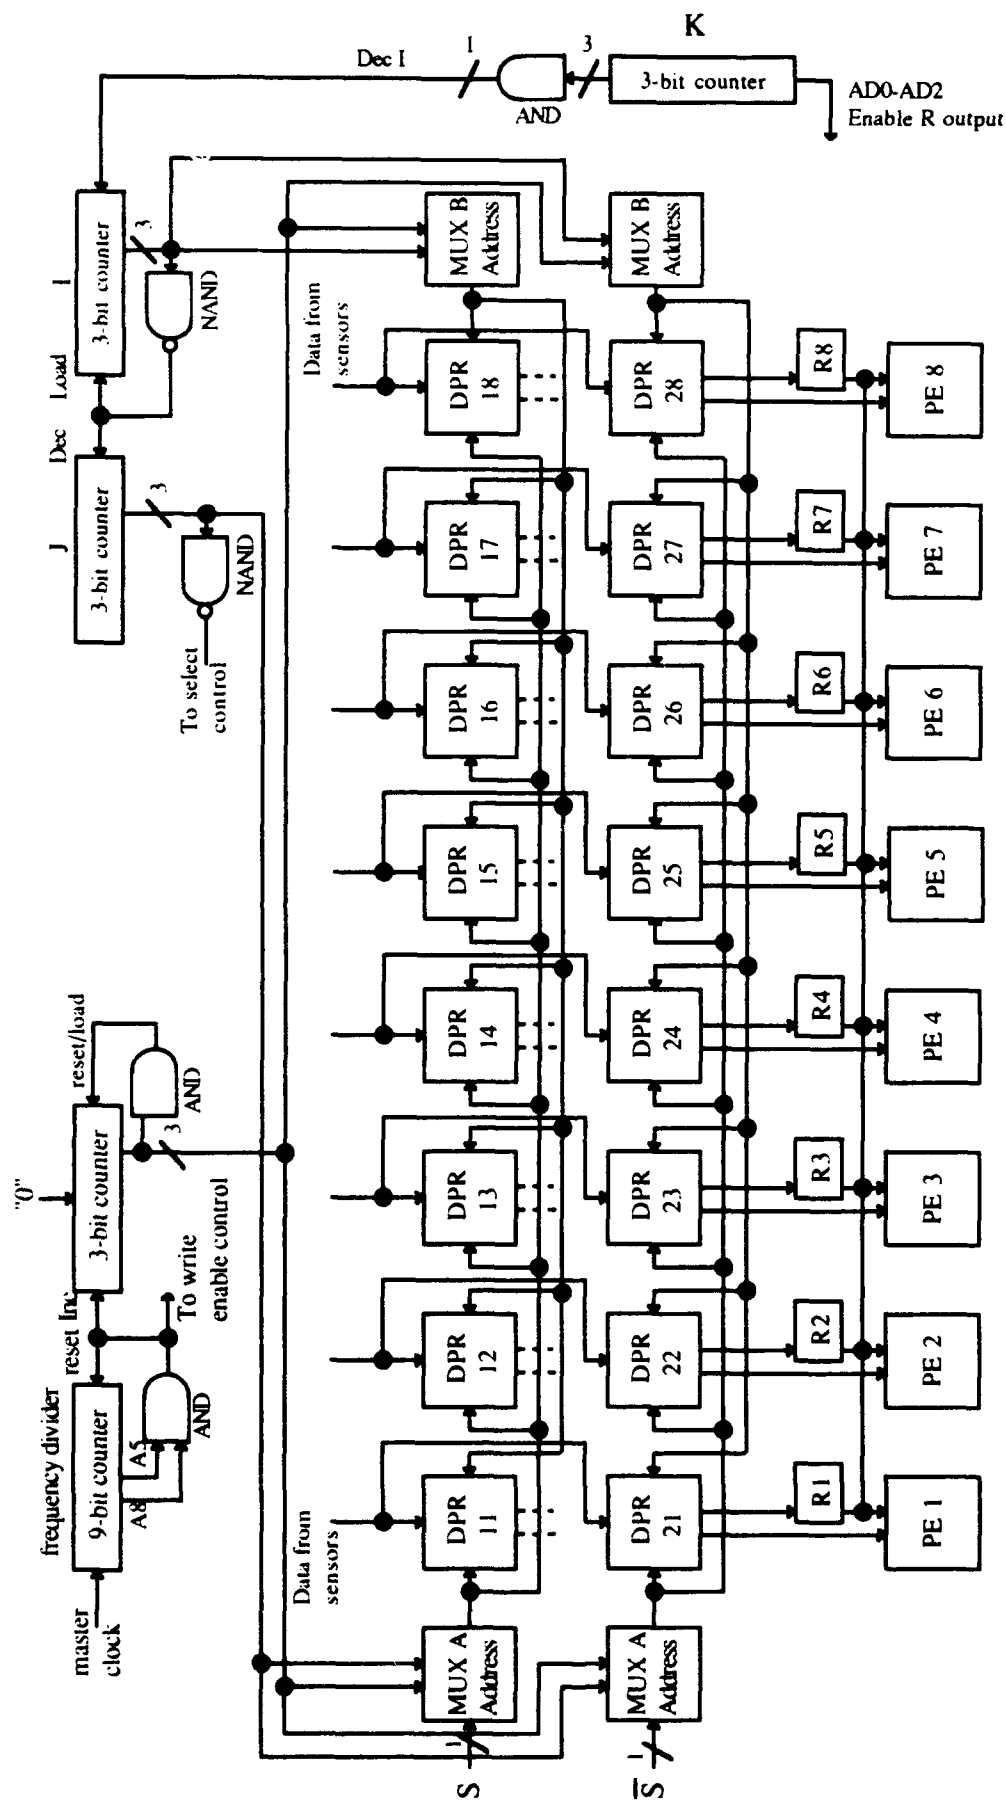 K
3-bit counter
3
AND
1
Dec I
AD0-AD2
Enable R output
I
3-bit counter
Load
3
NAND
Dec
J
3-bit counter
3
NAND
To select
control
"0"
3-bit counter
reset/load
AND
3
reset
Inc
To write
enable control
frequency divider
9-bit counter
A5
A8
AND
master
clock
MUX B
Address
MUX B
Address
Data from
sensors
DPR
18
DPR
28
R8
PE 8
DPR
17
DPR
27
R7
PE 7
DPR
16
DPR
26
R6
PE 6
DPR
15
DPR
25
R5
PE 5
DPR
14
DPR
24
R4
PE 4
DPR
13
DPR
23
R3
PE 3
DPR
12
DPR
22
R2
PE 2
Data from
sensors
DPR
11
DPR
21
R1
PE 1
MUX A
Address
MUX A
Address
1
S
1
S̅